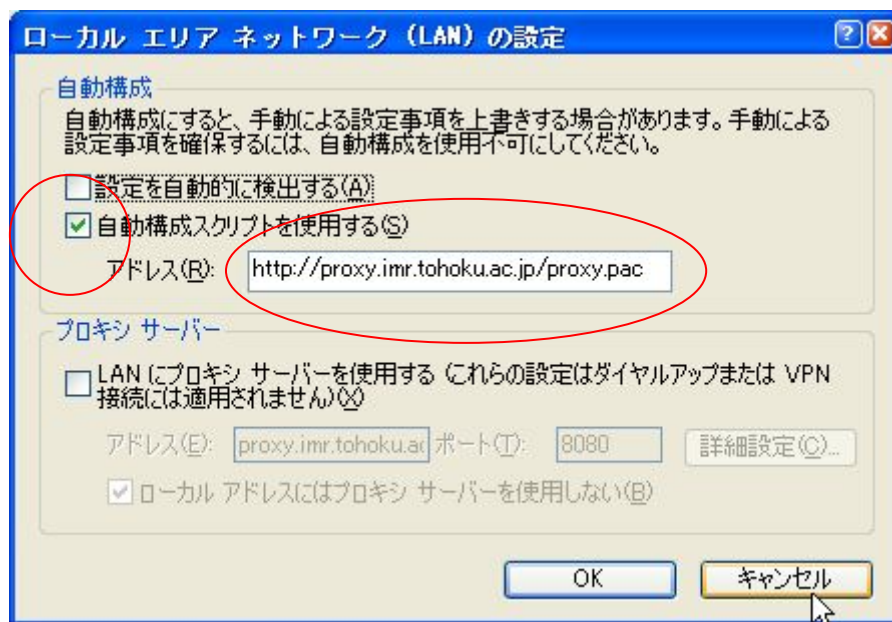 ローカル エリア ネットワーク (LAN) の設定
自動構成
自動構成にすると、手動による設定事項を上書きする場合があります。手動による
設定事項を確保するには、自動構成を使用不可にしてください。
設定を自動的に検出する(A)
自動構成スクリプトを使用する(S)
アドレス(R): http://proxy.imr.tohoku.ac.jp/proxy.pac
プロキシ サーバー
LAN にプロキシ サーバーを使用する (これらの設定はダイヤルアップまたは VPN
接続には適用されません)(X)
アドレス(E): proxy.imr.tohoku.ac ポート(T): 8080 詳細設定(C)...
ローカル アドレスにはプロキシ サーバーを使用しない(B)
OK キャンセル